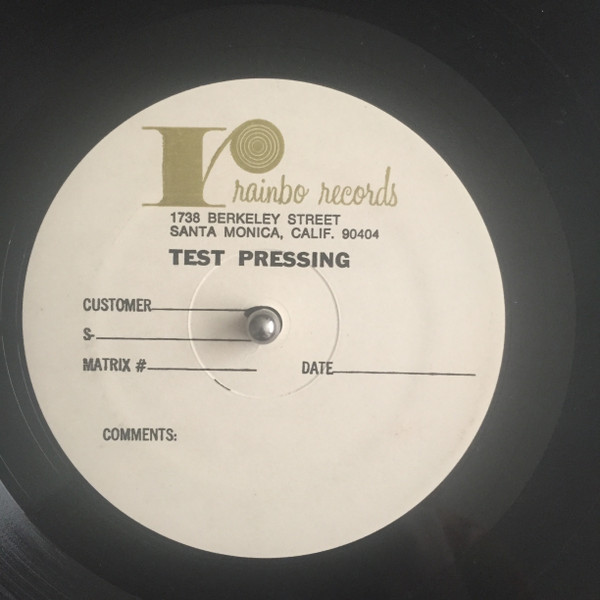 r
rainbo records
1738 BERKELEY STREET
SANTA MONICA, CALIF. 90404
TEST PRESSING
CUSTOMER
S-
MATRIX # DATE
COMMENTS: